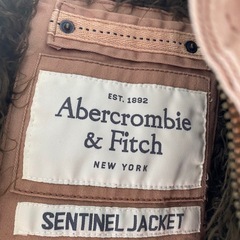 EST. 1892
Abercrombie
& Fitch
NEW YORK
SENTINEL JACKET